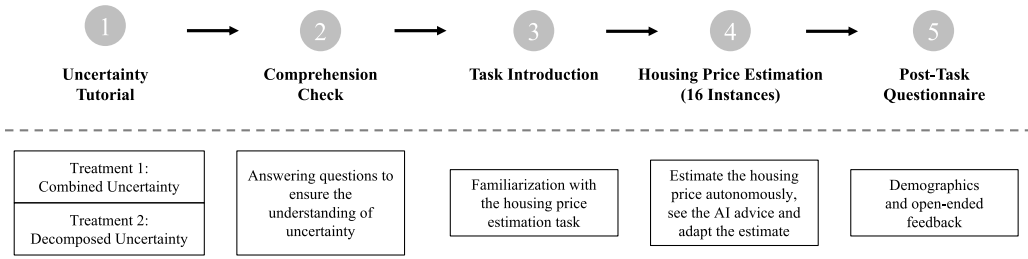 1
2
3
4
5
Uncertainty
Tutorial
Comprehension
Check
Task Introduction
Housing Price Estimation
(16 Instances)
Post-Task
Questionnaire
Treatment 1:
Combined Uncertainty
Treatment 2:
Decomposed Uncertainty
Answering questions to
ensure the
understanding of
uncertainty
Familiarization with
the housing price
estimation task
Estimate the housing
price autonomously,
see the AI advice and
adapt the estimate
Demographics
and open-ended
feedback